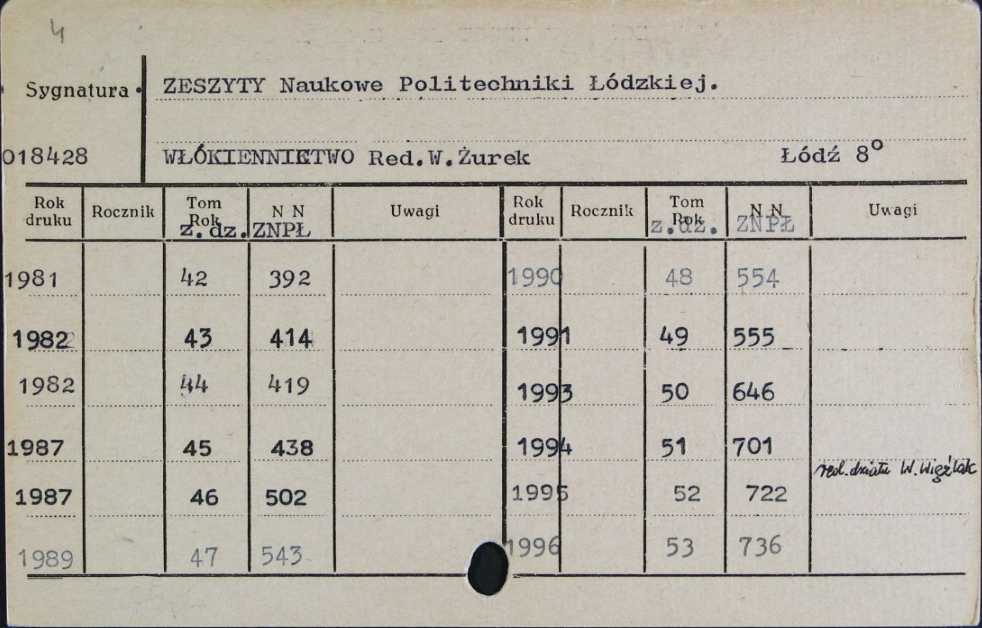 4
Sygnatura ZESZYTY Naukowe Politechniki Łódzkiej.
018428 WŁÓKIENNICTWO Red.W.Żurek Łódź 8°
Rok druku Rocznik Tom Rok z.dz. N N ZNPŁ Uwagi Rok druku Rocznik Tom Rok z.dz. N N ZNPŁ Uwagi
1981 42 392 1990 48 554
1982 43 414 1991 49 555
1982 44 419 1993 50 646
1987 45 438 1994 51 701
red.działu W.
1987 46 502 1995 52 722
1989 47 543 1996 53 736